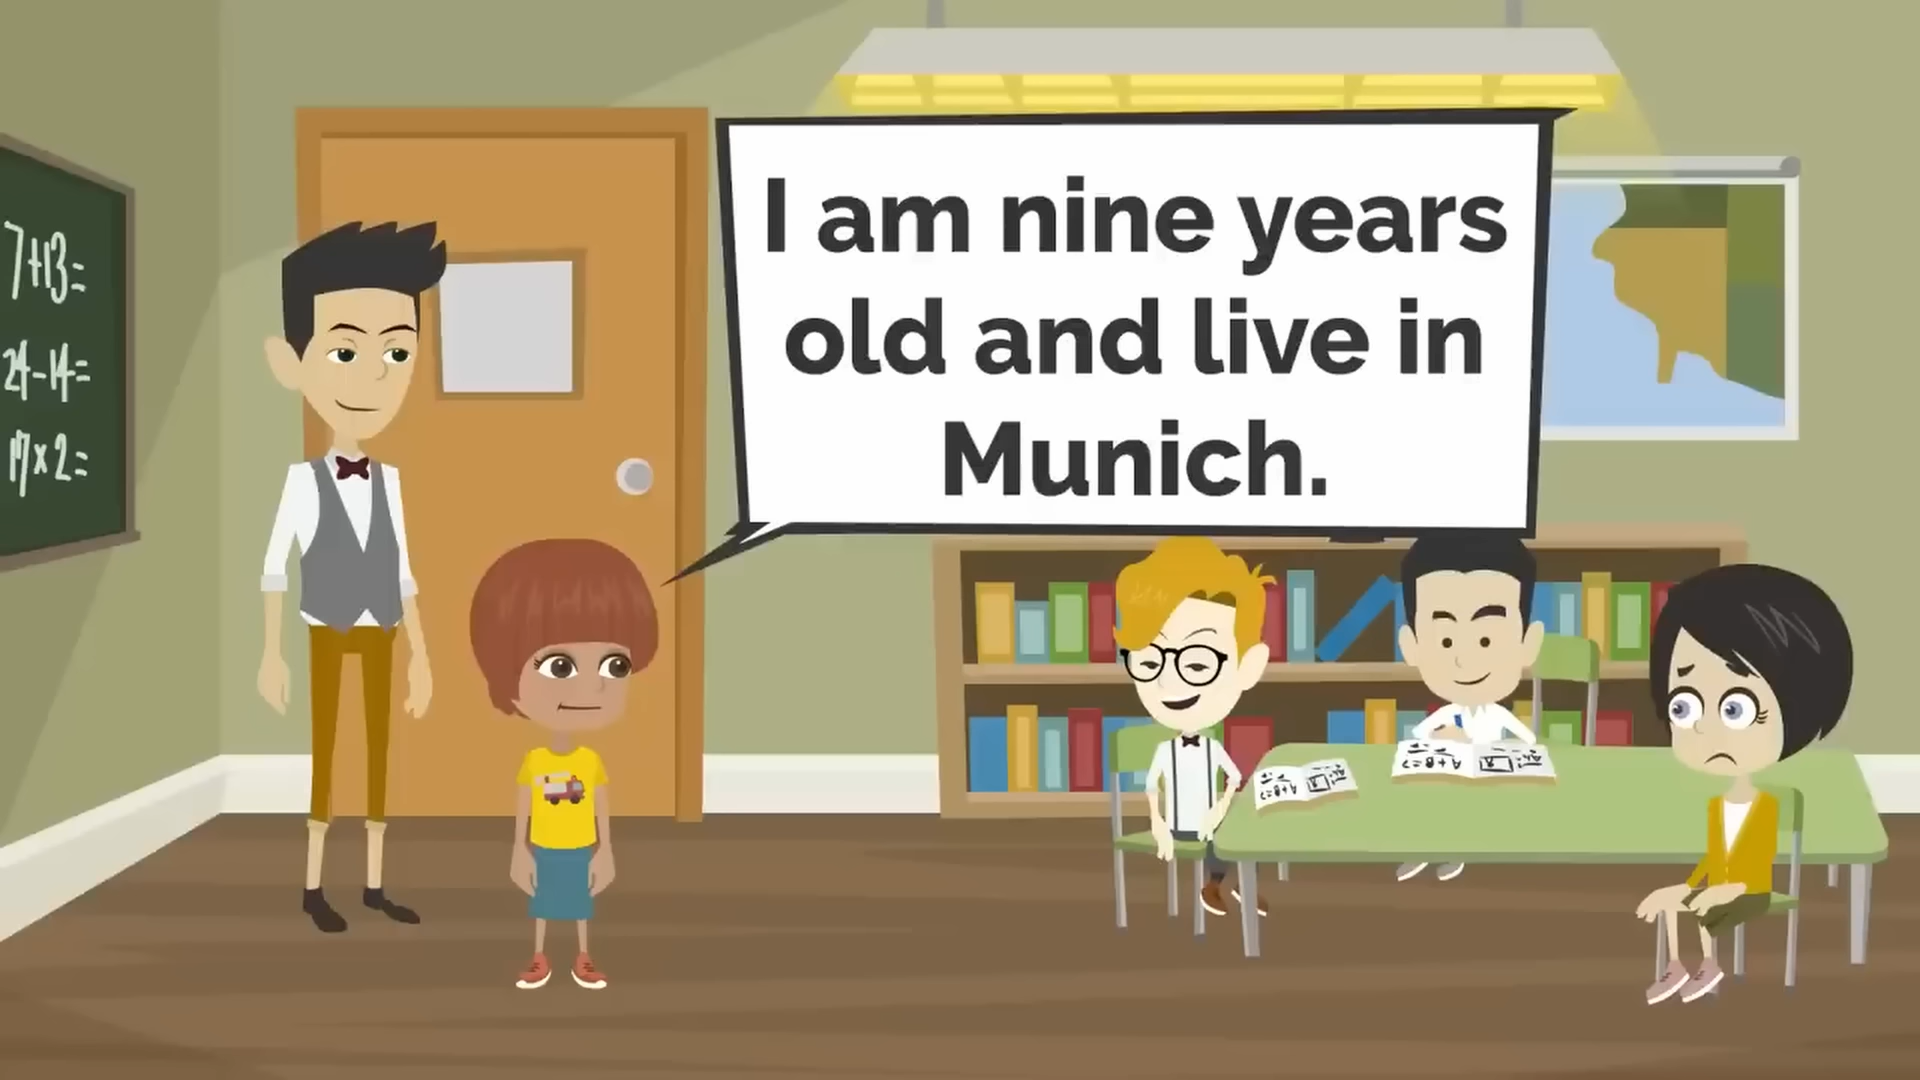 7+13=
24-14=
17x2=
I am nine years
old and live in
Munich.